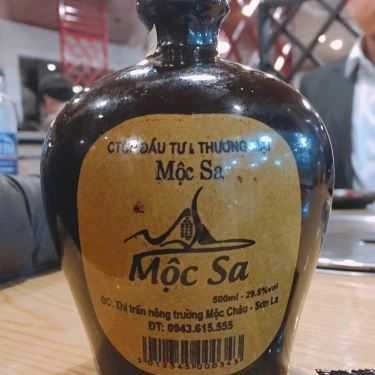 CTCP ĐẦU TƯ & THƯƠNG MẠI
Mộc Sa
Mộc Sa
500ml - 29.5%vol
ĐC: Thị trấn nông trường Mộc Châu - Sơn La
ĐT: 0943.615.555